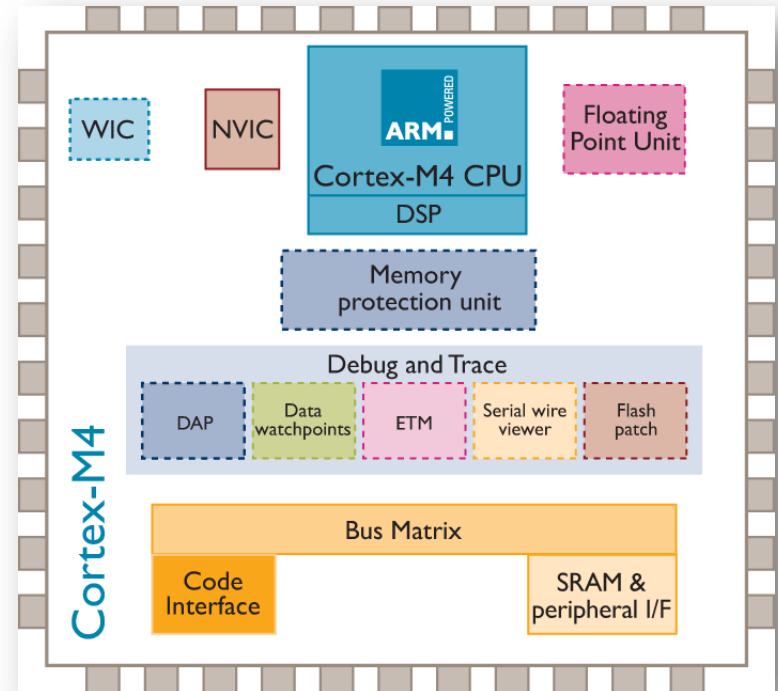 WIC
NVIC
ARM
POWERED
Cortex-M4 CPU
DSP
Floating
Point Unit
Memory
protection unit
Debug and Trace
DAP
Data
watchpoints
ETM
Serial wire
viewer
Flash
patch
Cortex-M4
Bus Matrix
Code
Interface
SRAM &
peripheral I/F